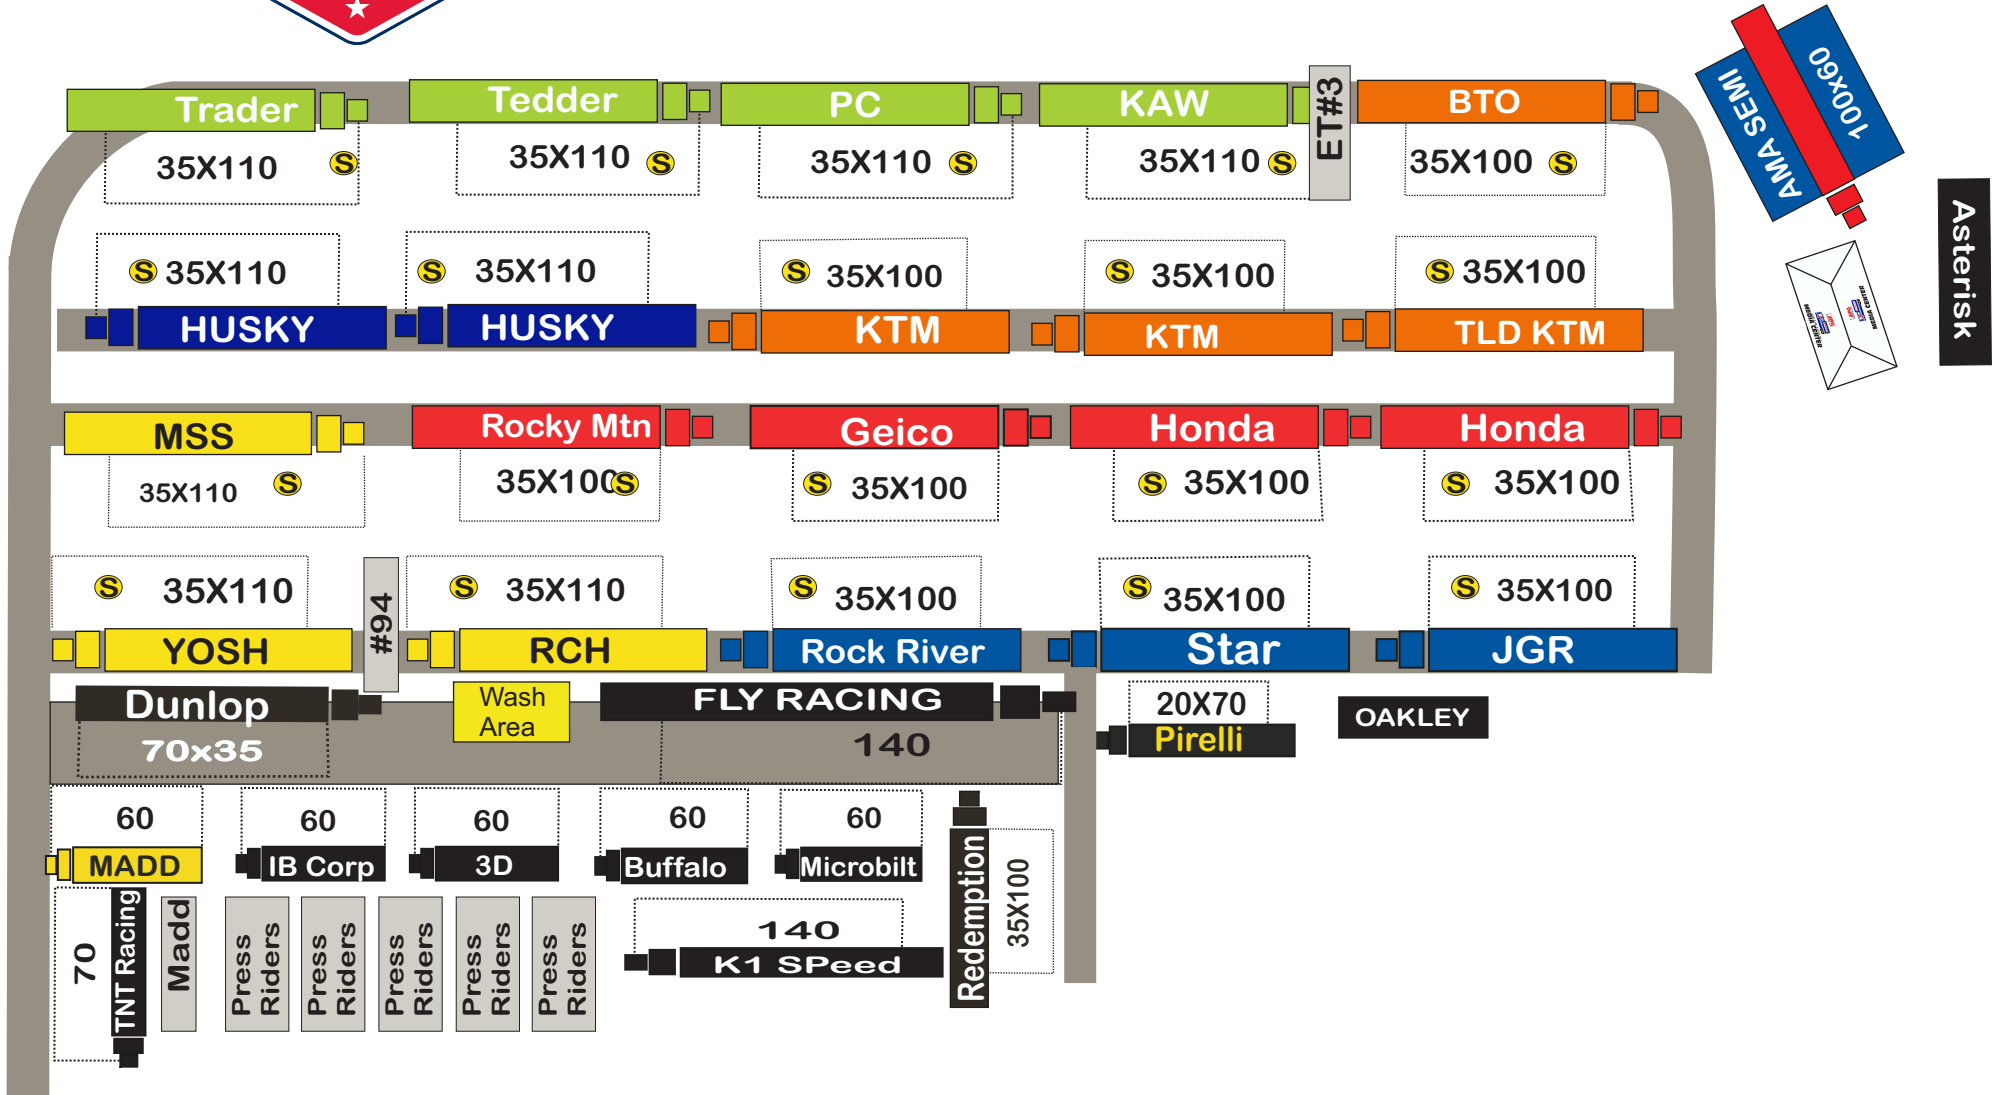 Trader
Tedder
PC
KAW
ET#3
BTO
AMA SEMI
100x60
35X110
S
35X110
S
35X110
S
35X110
S
35X100
S
Asterisk
S
35X110
S
35X110
S
35X100
S
35X100
S
35X100
MEDIA CENTER
HUSKY
HUSKY
KTM
KTM
TLD KTM
MSS
Rocky Mtn
Geico
Honda
Honda
35X110
S
35X100
S
S
35X100
S
35X100
S
35X100
S
35X110
#94
S
35X110
S
35X100
S
35X100
S
35X100
YOSH
RCH
Rock River
Star
JGR
Dunlop
70x35
Wash
Area
FLY RACING
140
20X70
Pirelli
OAKLEY
60
60
60
60
60
MADD
IB Corp
3D
Buffalo
Microbilt
Redemption
35X100
70
TNT Racing
Madd
Press
Riders
Press
Riders
Press
Riders
Press
Riders
Press
Riders
140
K1 SPeed